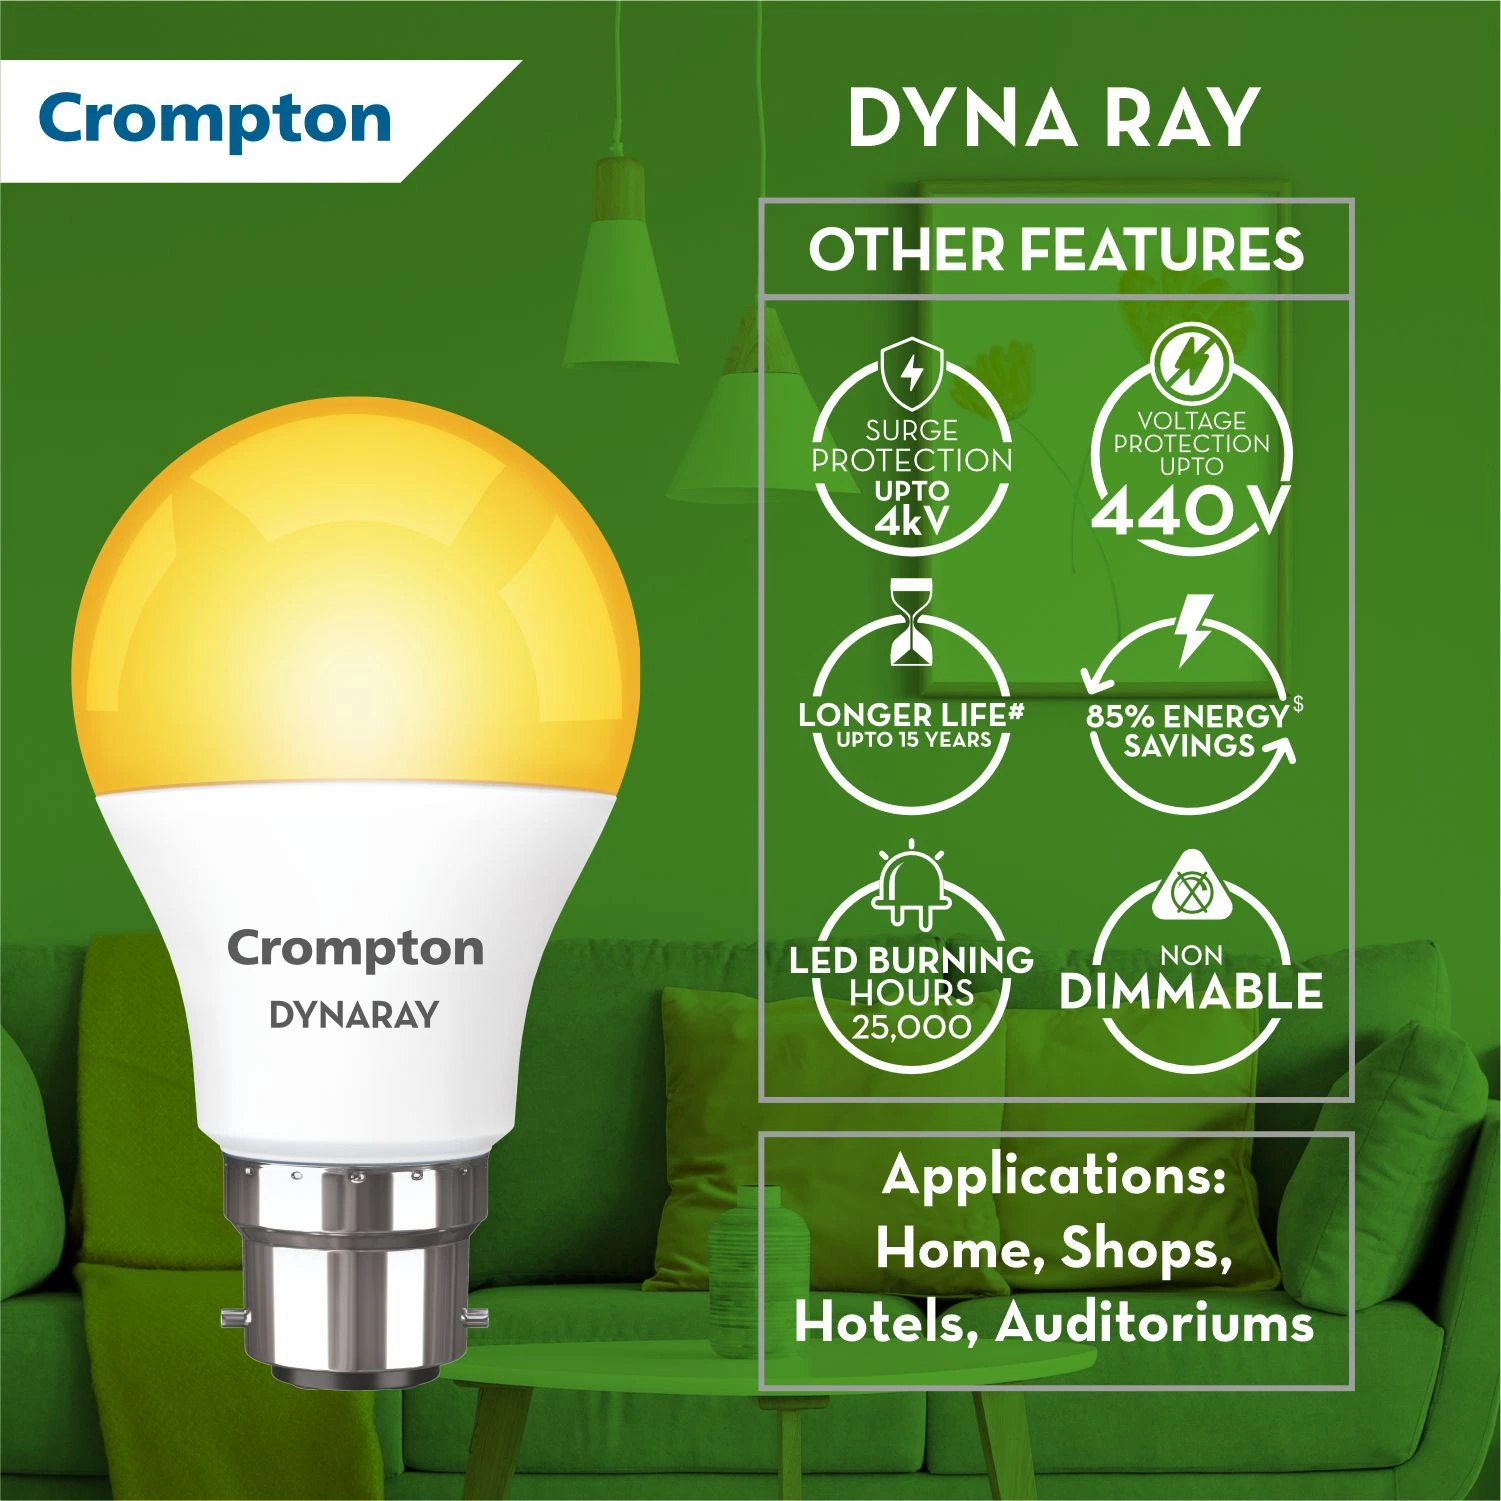 Crompton
DYNA RAY
OTHER FEATURES
SURGE
PROTECTION
UPTO
4kV
VOLTAGE
PROTECTION
UPTO
440 V
LONGER LIFE#
UPTO 15 YEARS
85% ENERGY$
SAVINGS
LED BURNING
HOURS
25,000
NON
DIMMABLE
Crompton
DYNARAY
Applications:
Home, Shops,
Hotels, Auditoriums